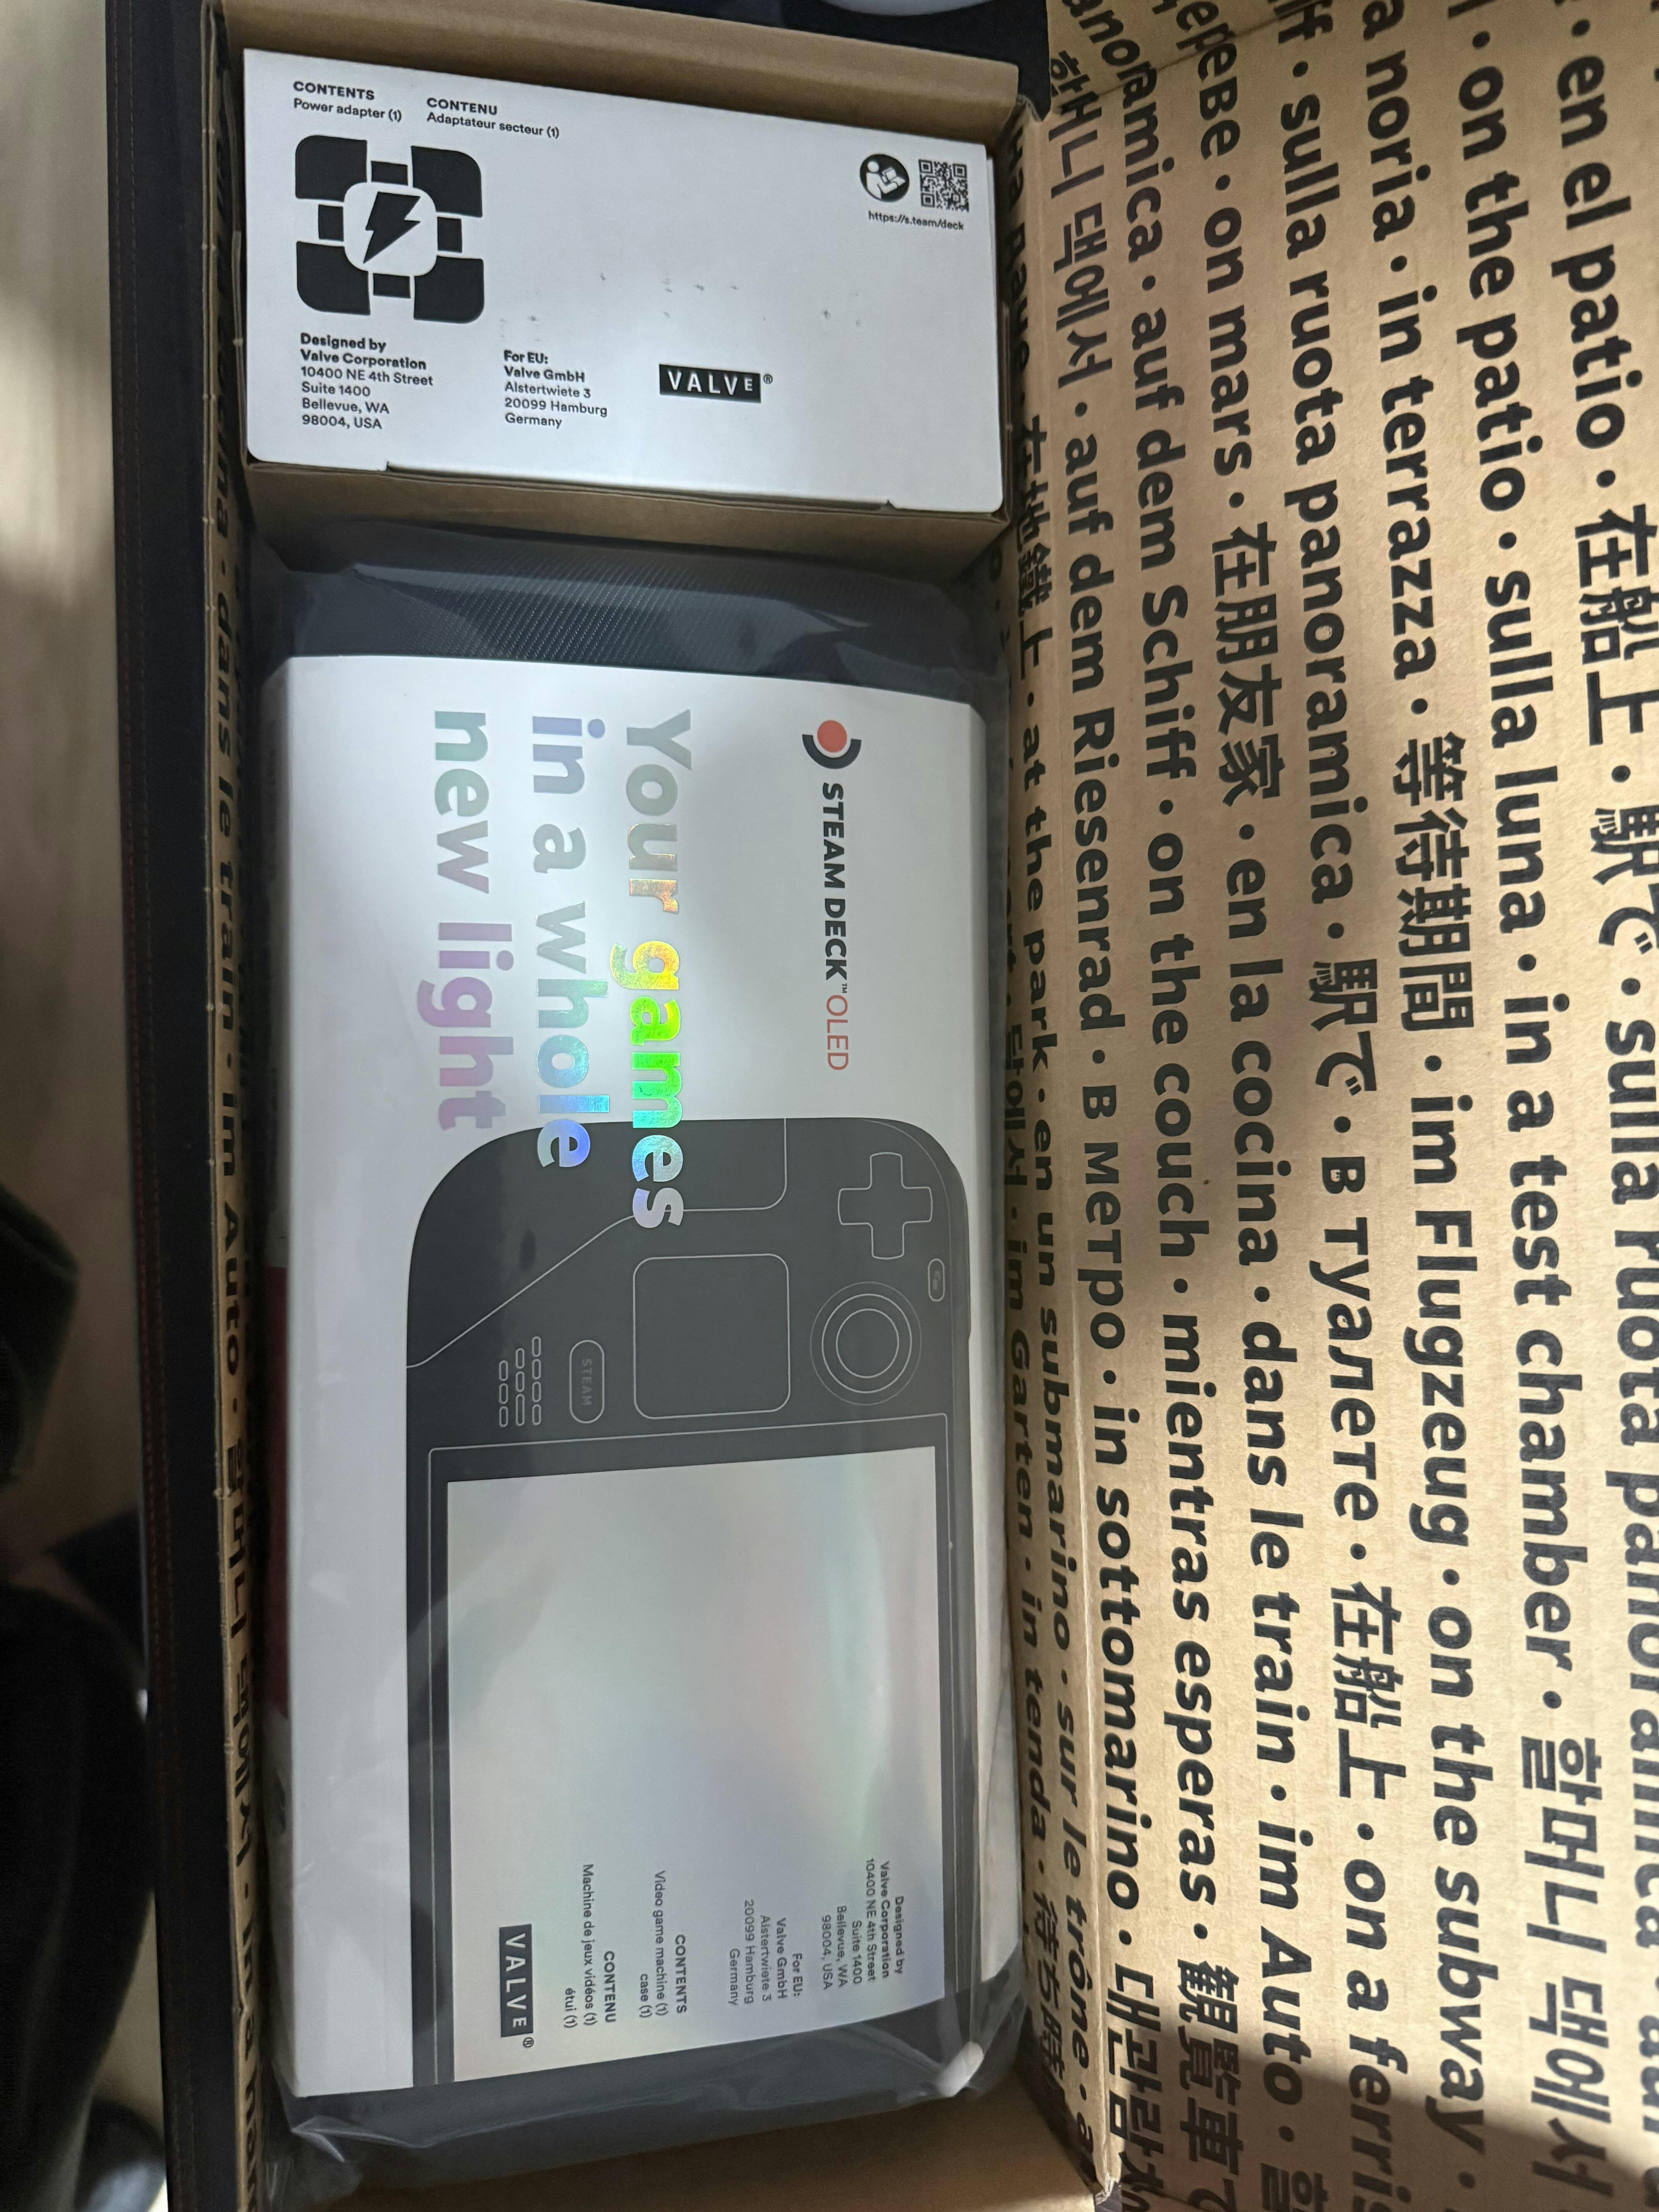 CONTENTS
Power adapter (1)
CONTENU
Adaptateur secteur (1)
https://s.team/deck
Designed by
Valve Corporation
10400 NE 4th Street
Suite 1400
Bellevue, WA
98004, USA
For EU:
Valve GmbH
Alstertwiete 3
20099 Hamburg
Germany
VALVE®
STEAM DECK™OLED
Your games
in a whole
new light
STEAM
Designed by
Valve Corporation
10400 NE 4th Street
Suite 1400
Bellevue, WA
98004, USA
For EU:
Valve GmbH
Alstertwiete 3
20099 Hamburg
Germany
CONTENTS
Video game machine (1)
case (1)
CONTENU
Machine de jeux vidéos (1)
étui (1)
VALVE®
· en el patio · 在船上 · 駅で · sulla ruota
· on the patio · sulla luna · in a test chamber · 할머니 댁에서
a noria · in terrazza · 等待期間 · im Flugzeug · on the subway ·
· sulla ruota panoramica · 駅で · в туалете · 在船上 · on a ferris
· on mars · 在朋友家 · en la cocina · dans le train · im Auto ·
· auf dem Schiff · on the couch · mientras esperas · 観覧車で
할머니 댁에서 · auf dem Riesenrad · в метро · in sottomarino ·
在地鐵上 · at the park · en un submarino · sur le trône ·
· im Garten · in tenda ·
· dans le train · im Auto ·